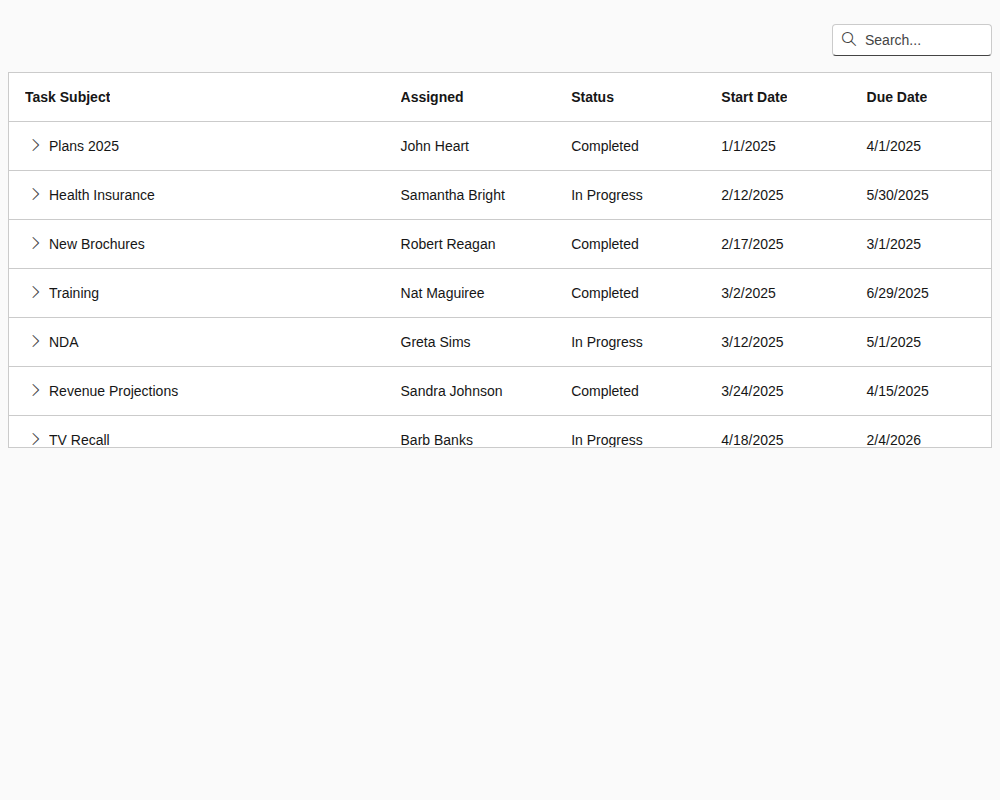 Search...
Task Subject Assigned Status Start Date Due Date
Plans 2025 John Heart Completed 1/1/2025 4/1/2025
Health Insurance Samantha Bright In Progress 2/12/2025 5/30/2025
New Brochures Robert Reagan Completed 2/17/2025 3/1/2025
Training Nat Maguiree Completed 3/2/2025 6/29/2025
NDA Greta Sims In Progress 3/12/2025 5/1/2025
Revenue Projections Sandra Johnson Completed 3/24/2025 4/15/2025
TV Recall Barb Banks In Progress 4/18/2025 2/4/2026